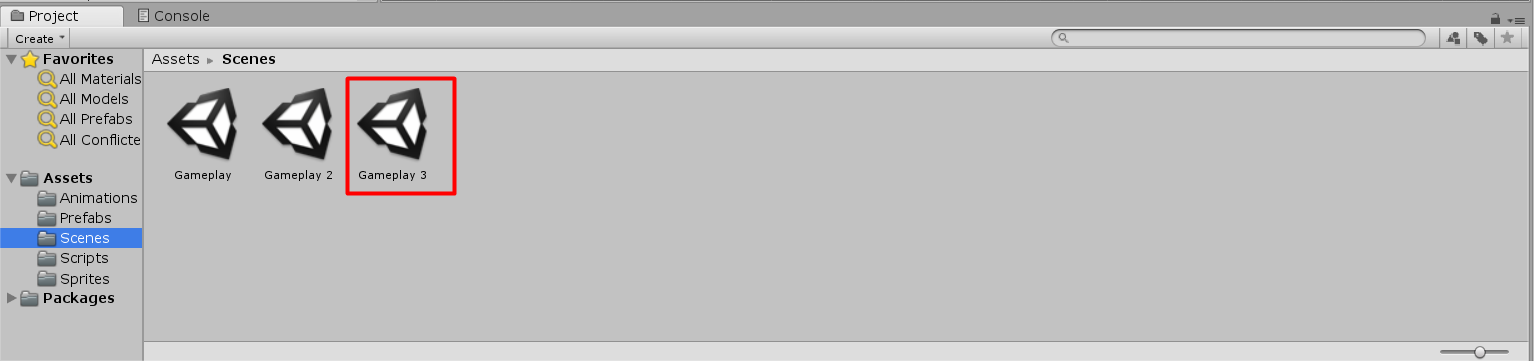 Project
Console
Create
Favorites
All Materials
All Models
All Prefabs
All Conflicte
Assets
Animations
Prefabs
Scenes
Scripts
Sprites
Packages
Assets ▸ Scenes
Gameplay
Gameplay 2
Gameplay 3